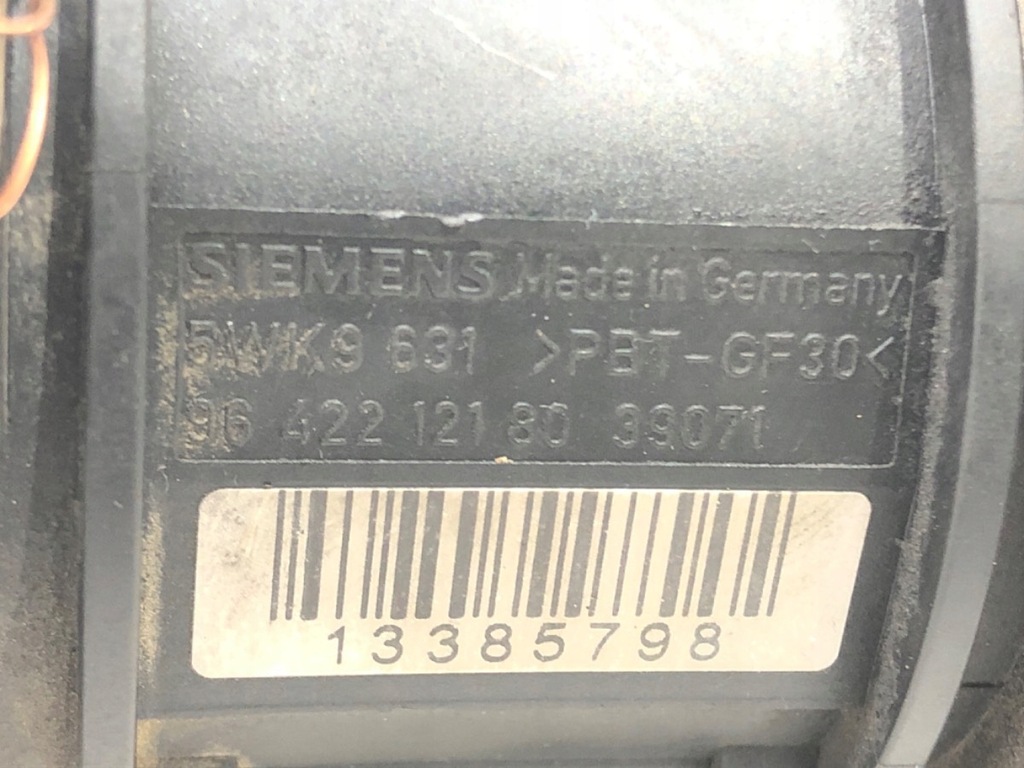 SIEMENS Made in Germany
5WK9 631 >PBT-GF30<
96 422 121 80 39071
13385798